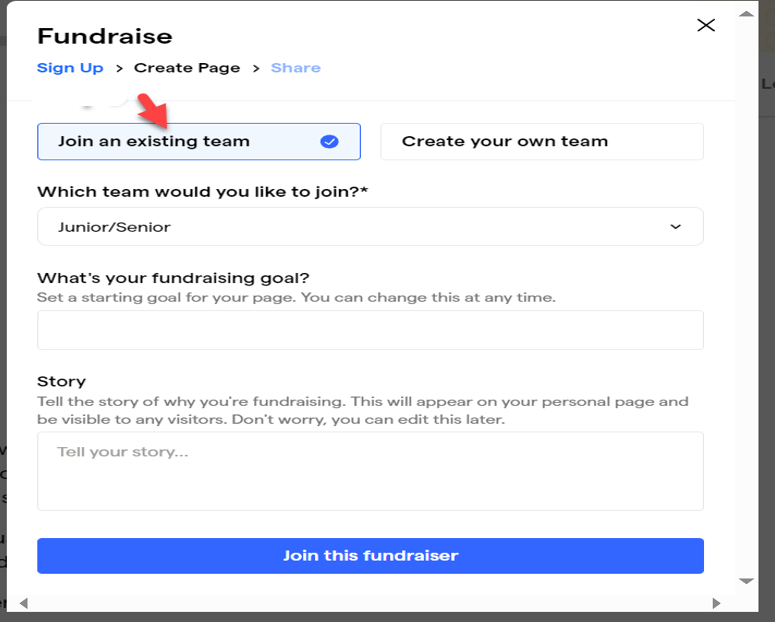 Fundraise
Sign Up > Create Page > Share
Join an existing team
Create your own team
Which team would you like to join?*
Junior/Senior
What's your fundraising goal?
Set a starting goal for your page. You can change this at any time.
Story
Tell the story of why you're fundraising. This will appear on your personal page and
be visible to any visitors. Don't worry, you can edit this later.
Tell your story...
Join this fundraiser